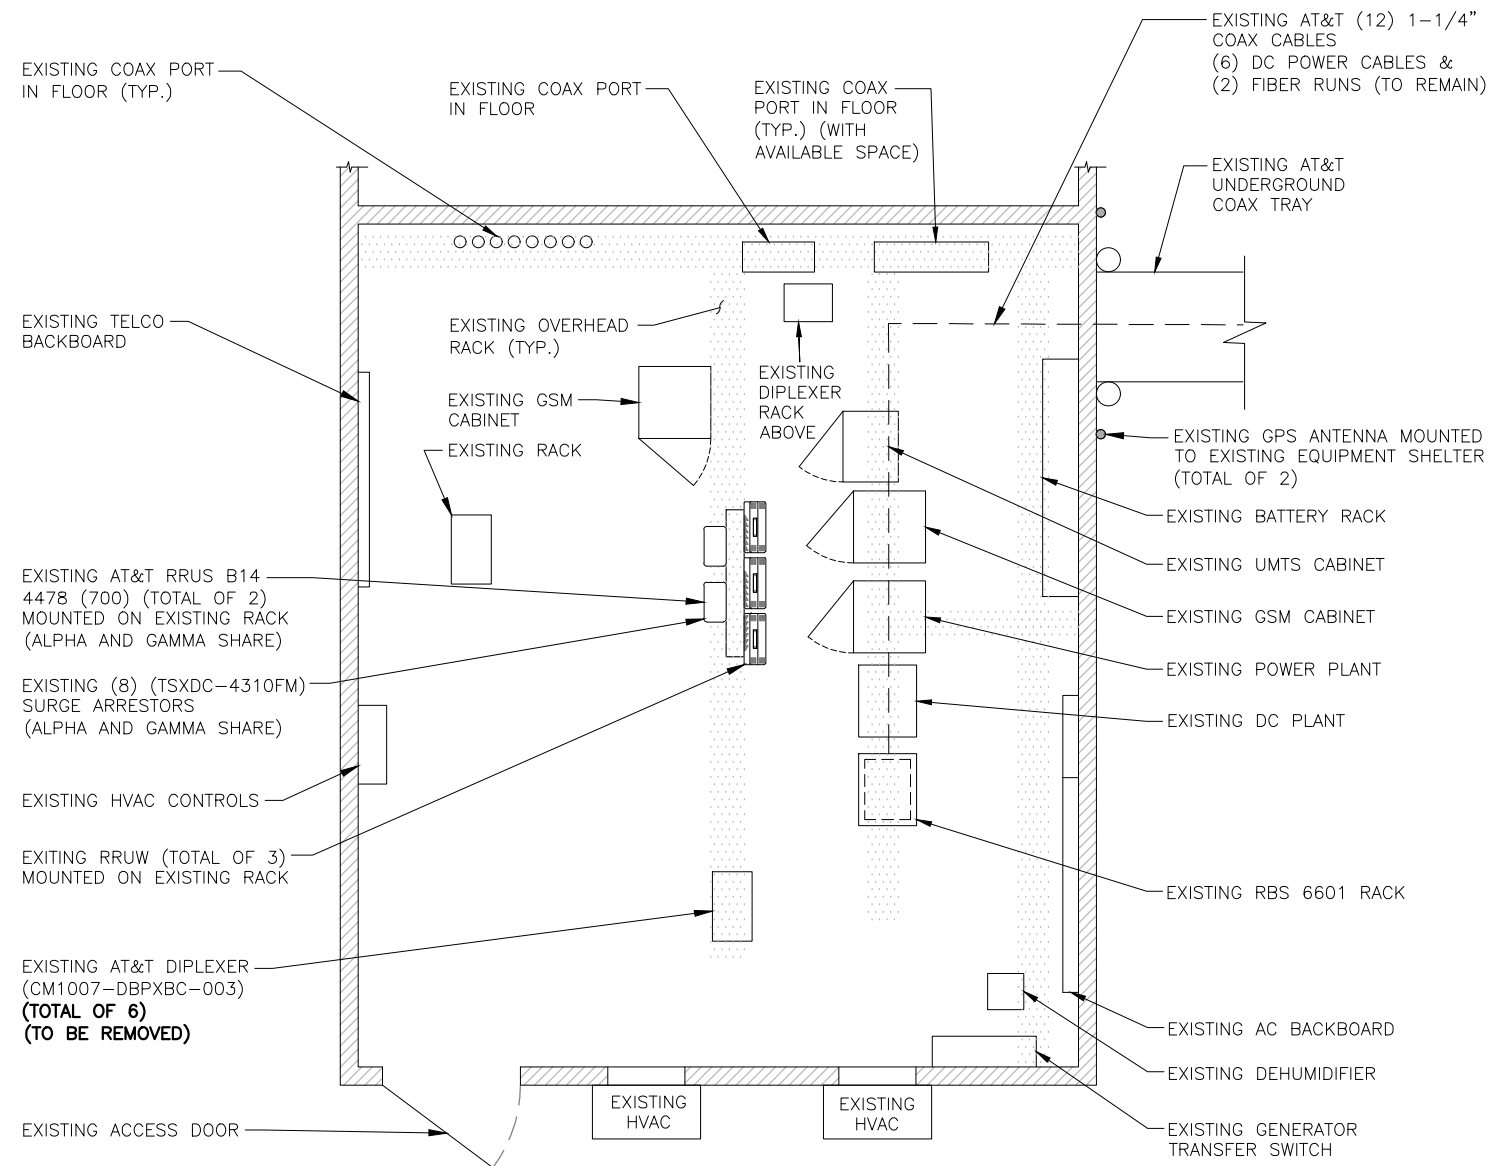 EXISTING COAX PORT
IN FLOOR (TYP.)
EXISTING COAX PORT
IN FLOOR
EXISTING COAX
PORT IN FLOOR
(TYP.) (WITH
AVAILABLE SPACE)
EXISTING AT&T (12) 1-1/4"
COAX CABLES
(6) DC POWER CABLES &
(2) FIBER RUNS (TO REMAIN)
EXISTING AT&T
UNDERGROUND
COAX TRAY
EXISTING TELCO
BACKBOARD
EXISTING OVERHEAD
RACK (TYP.)
EXISTING GSM
CABINET
EXISTING RACK
EXISTING
DIPLEXER
RACK
ABOVE
EXISTING GPS ANTENNA MOUNTED
TO EXISTING EQUIPMENT SHELTER
(TOTAL OF 2)
EXISTING BATTERY RACK
EXISTING UMTS CABINET
EXISTING GSM CABINET
EXISTING POWER PLANT
EXISTING DC PLANT
EXISTING AT&T RRUS B14
4478 (700) (TOTAL OF 2)
MOUNTED ON EXISTING RACK
(ALPHA AND GAMMA SHARE)
EXISTING (8) (TSXDC-4310FM)
SURGE ARRESTORS
(ALPHA AND GAMMA SHARE)
EXISTING HVAC CONTROLS
EXITING RRUW (TOTAL OF 3)
MOUNTED ON EXISTING RACK
EXISTING RBS 6601 RACK
EXISTING AT&T DIPLEXER
(CM1007-DBPXBC-003)
(TOTAL OF 6)
(TO BE REMOVED)
EXISTING AC BACKBOARD
EXISTING DEHUMIDIFIER
EXISTING ACCESS DOOR
EXISTING
HVAC
EXISTING
HVAC
EXISTING GENERATOR
TRANSFER SWITCH